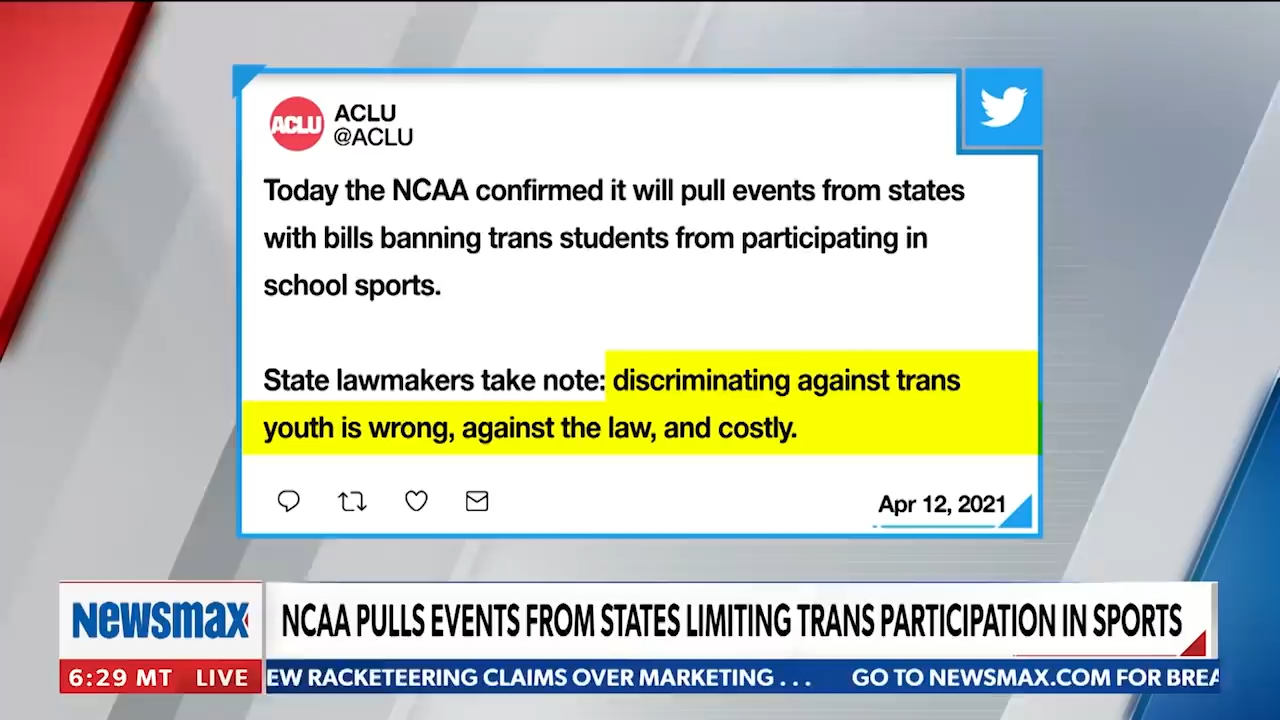 ACLU
ACLU
@ACLU
Today the NCAA confirmed it will pull events from states
with bills banning trans students from participating in
school sports.
State lawmakers take note: discriminating against trans
youth is wrong, against the law, and costly.
Apr 12, 2021
NEWSMAX
NCAA PULLS EVENTS FROM STATES LIMITING TRANS PARTICIPATION IN SPORTS
6:29 MT LIVE
EW RACKETEERING CLAIMS OVER MARKETING . . . GO TO NEWSMAX.COM FOR BREA